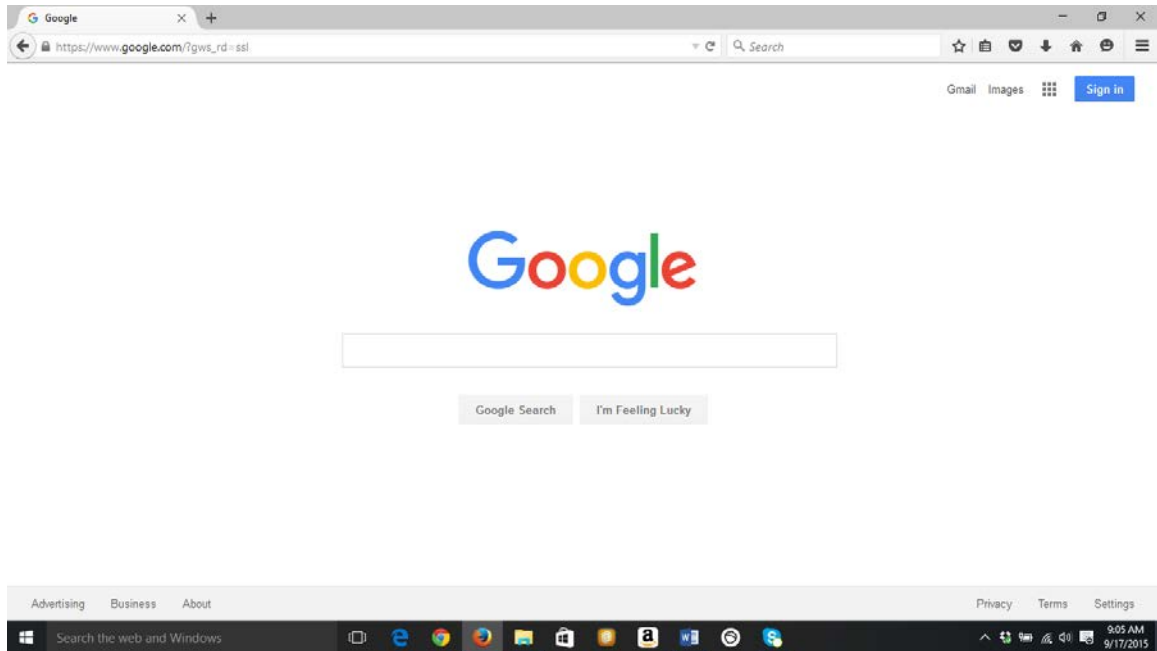 Google
https://www.google.com/?gws_rd=ssl
Search
Gmail Images Sign in
Google
Google Search I'm Feeling Lucky
Advertising Business About Privacy Terms Settings
Search the web and Windows
9:05 AM
9/17/2015